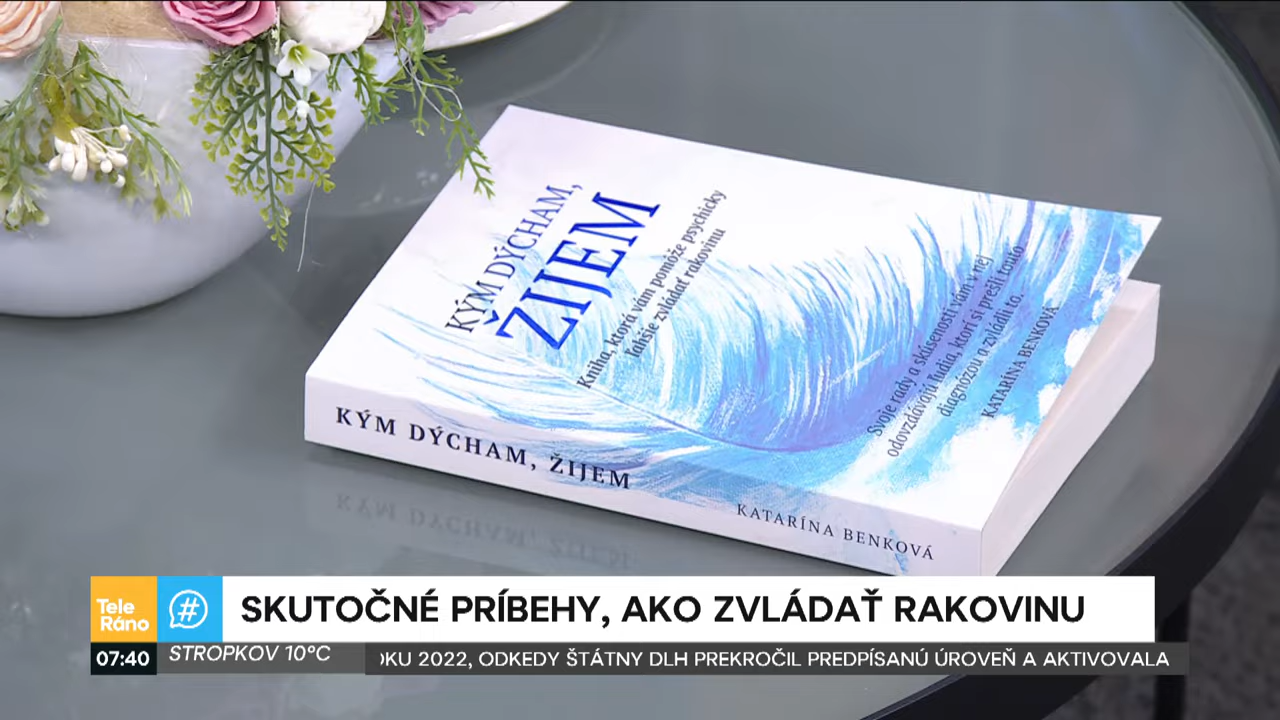 KÝM DÝCHAM,
ŽIJEM
Kniha, ktorá vám pomôže psychicky
ľahšie zvládať rakovinu
Svoje rady a skúsenosti vám v nej
odovzdávajú ľudia, ktorí si prešli touto
diagnózou a zvládli to.
KATARÍNA BENKOVÁ
KÝM DÝCHAM, ŽIJEM
KATARÍNA BENKOVÁ
Tele
Ráno
#
SKUTOČNÉ PRÍBEHY, AKO ZVLÁDAŤ RAKOVINU
07:40
STROPKOV 10°C
OKU 2022, ODKEDY ŠTÁTNY DLH PREKROČIL PREDPÍSANÚ ÚROVEŇ A AKTIVOVALA